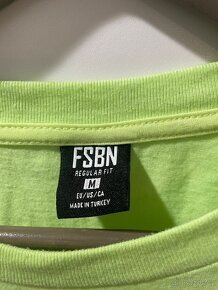 FSBN
REGULAR FIT
M
EU/US/CA
MADE IN TURKEY